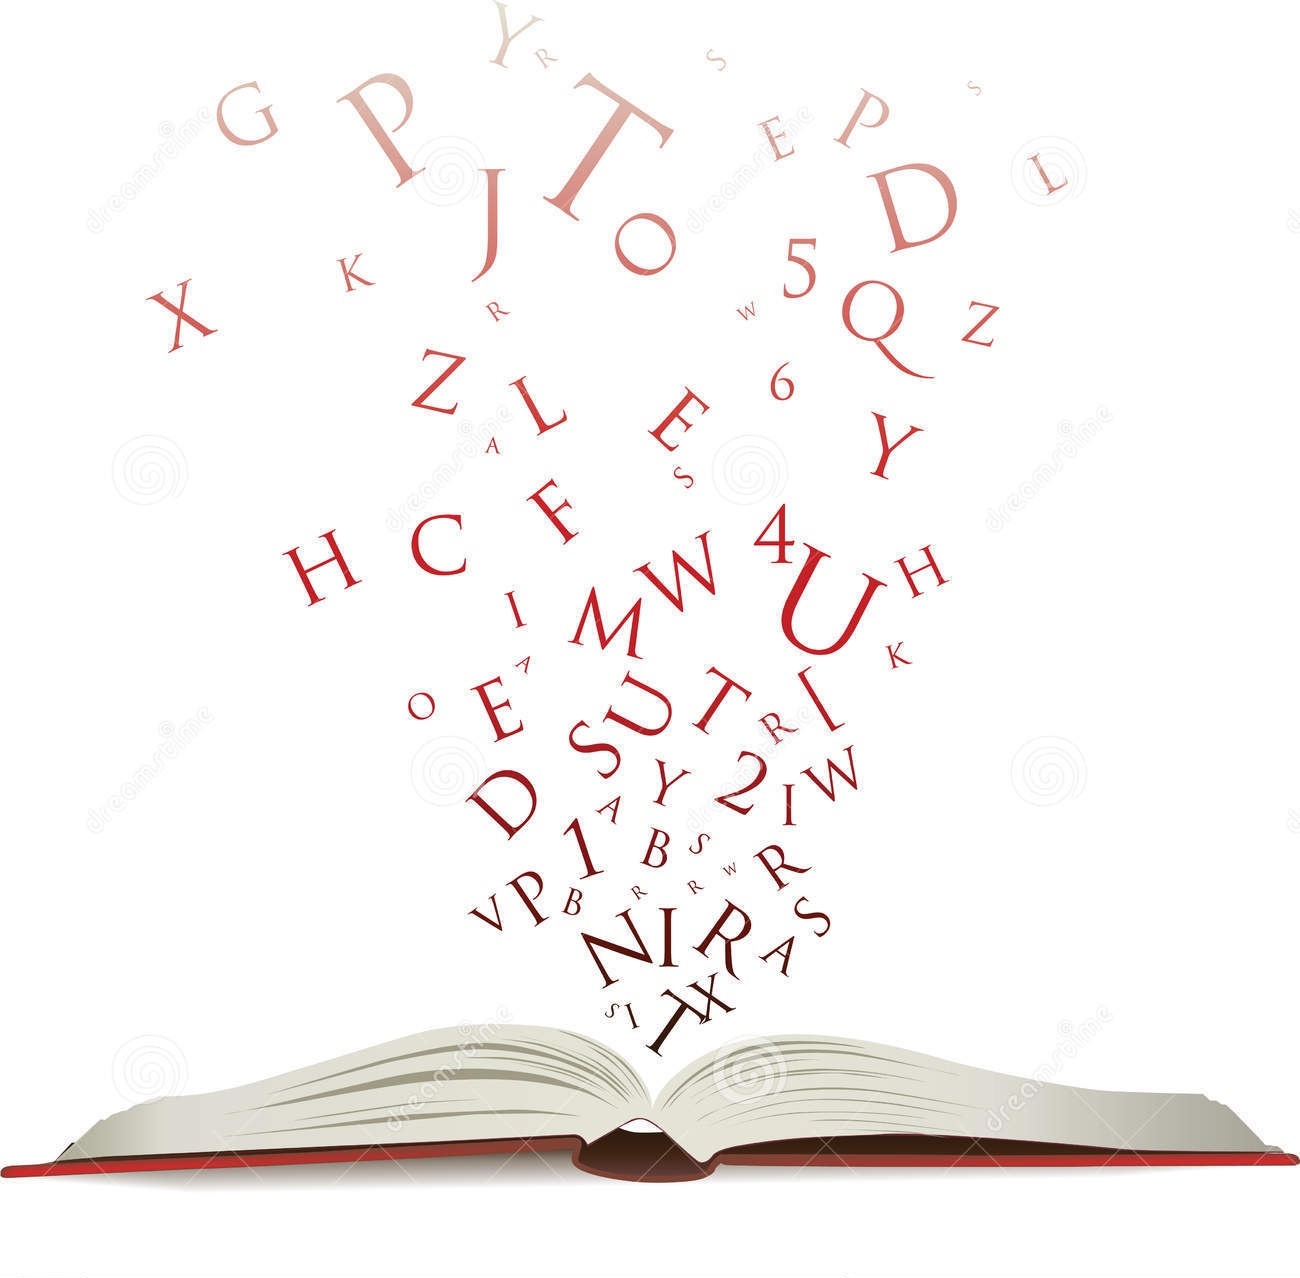 Y R S
G P T E P S
J O D L
X K R 5 W Q Z
Z L E 6 Y
A S
H C F W 4 U H
I M K
A
O E U T R [
D S Y 2 I W
A
1 B S R
V P B R R W
N I R A S
S I T X
dreamstime